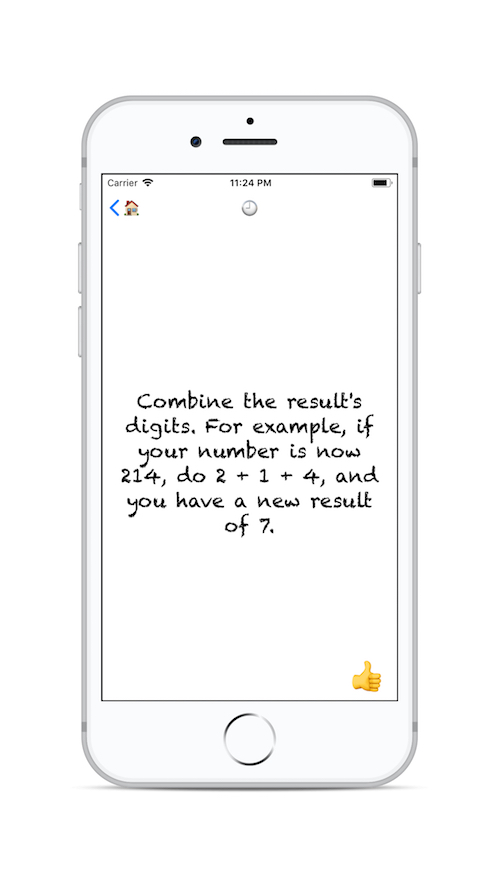 Carrier
11:24 PM
Combine the result's
digits. For example, if
your number is now
214, do 2 + 1 + 4, and
you have a new result
of 7.